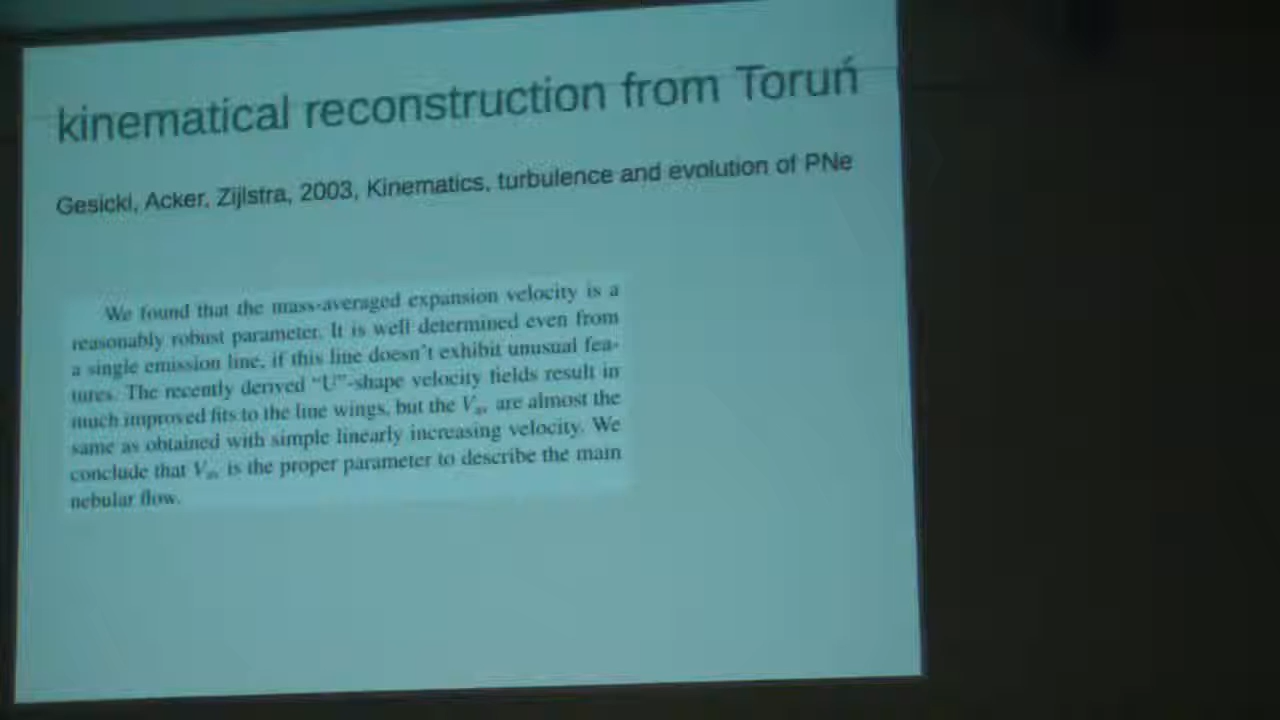 kinematical reconstruction from Toruń
Gesicki, Acker, Zijlstra, 2003, Kinematics, turbulence and evolution of PNe
We found that the mass-averaged expansion velocity is a
reasonably robust parameter. It is well determined even from
a single emission line, if this line doesn't exhibit unusual fea-
tures. The recently derived "U"-shape velocity fields result in
much improved fits to the line wings, but the Vav are almost the
same as obtained with simple linearly increasing velocity. We
conclude that Vav is the proper parameter to describe the main
nebular flow.